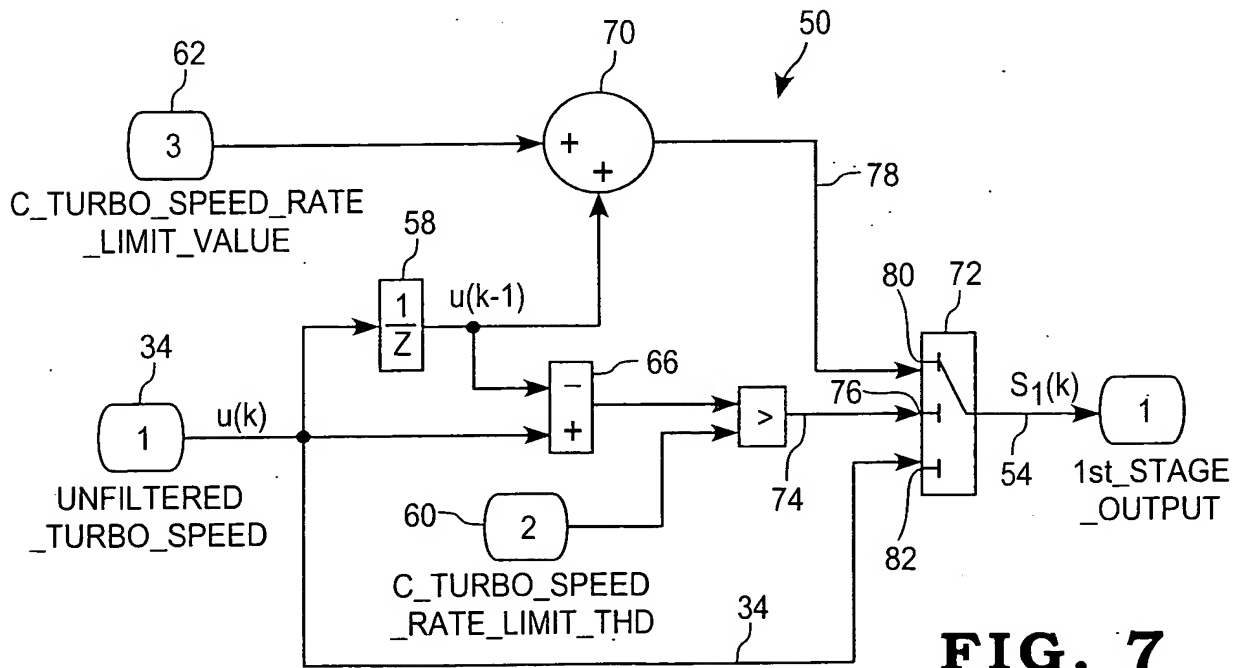 50
70
62
3
+
+
C_TURBO_SPEED_RATE
_LIMIT_VALUE
78
58
1
Z
u(k-1)
80
72
34
66
−
+
76
S1(k)
1
u(k)
>
1
UNFILTERED
_TURBO_SPEED
74
54
1st_STAGE
_OUTPUT
60
2
82
C_TURBO_SPEED
_RATE_LIMIT_THD
34
FIG. 7